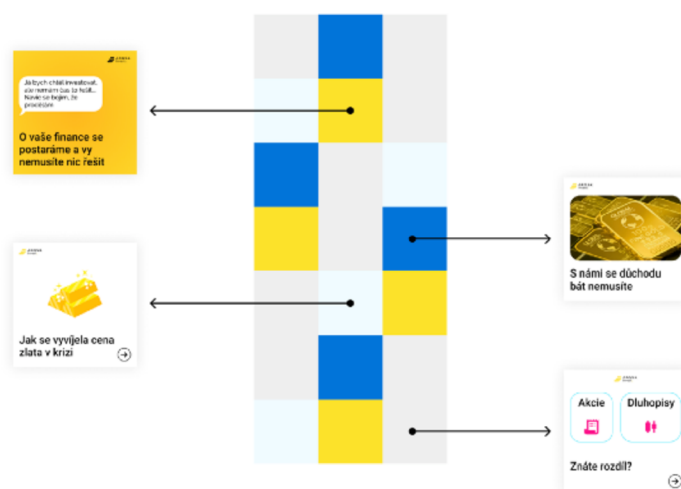 Já bych chtěl investovat,
ale nemám čas to řešit...
Navíc se bojím, že
prodělám
O vaše finance se
postaráme a vy
nemusíte nic řešit
S námi se důchodu
bát nemusíte
Jak se vyvíjela cena
zlata v krizi
Akcie
Dluhopisy
Znáte rozdíl?